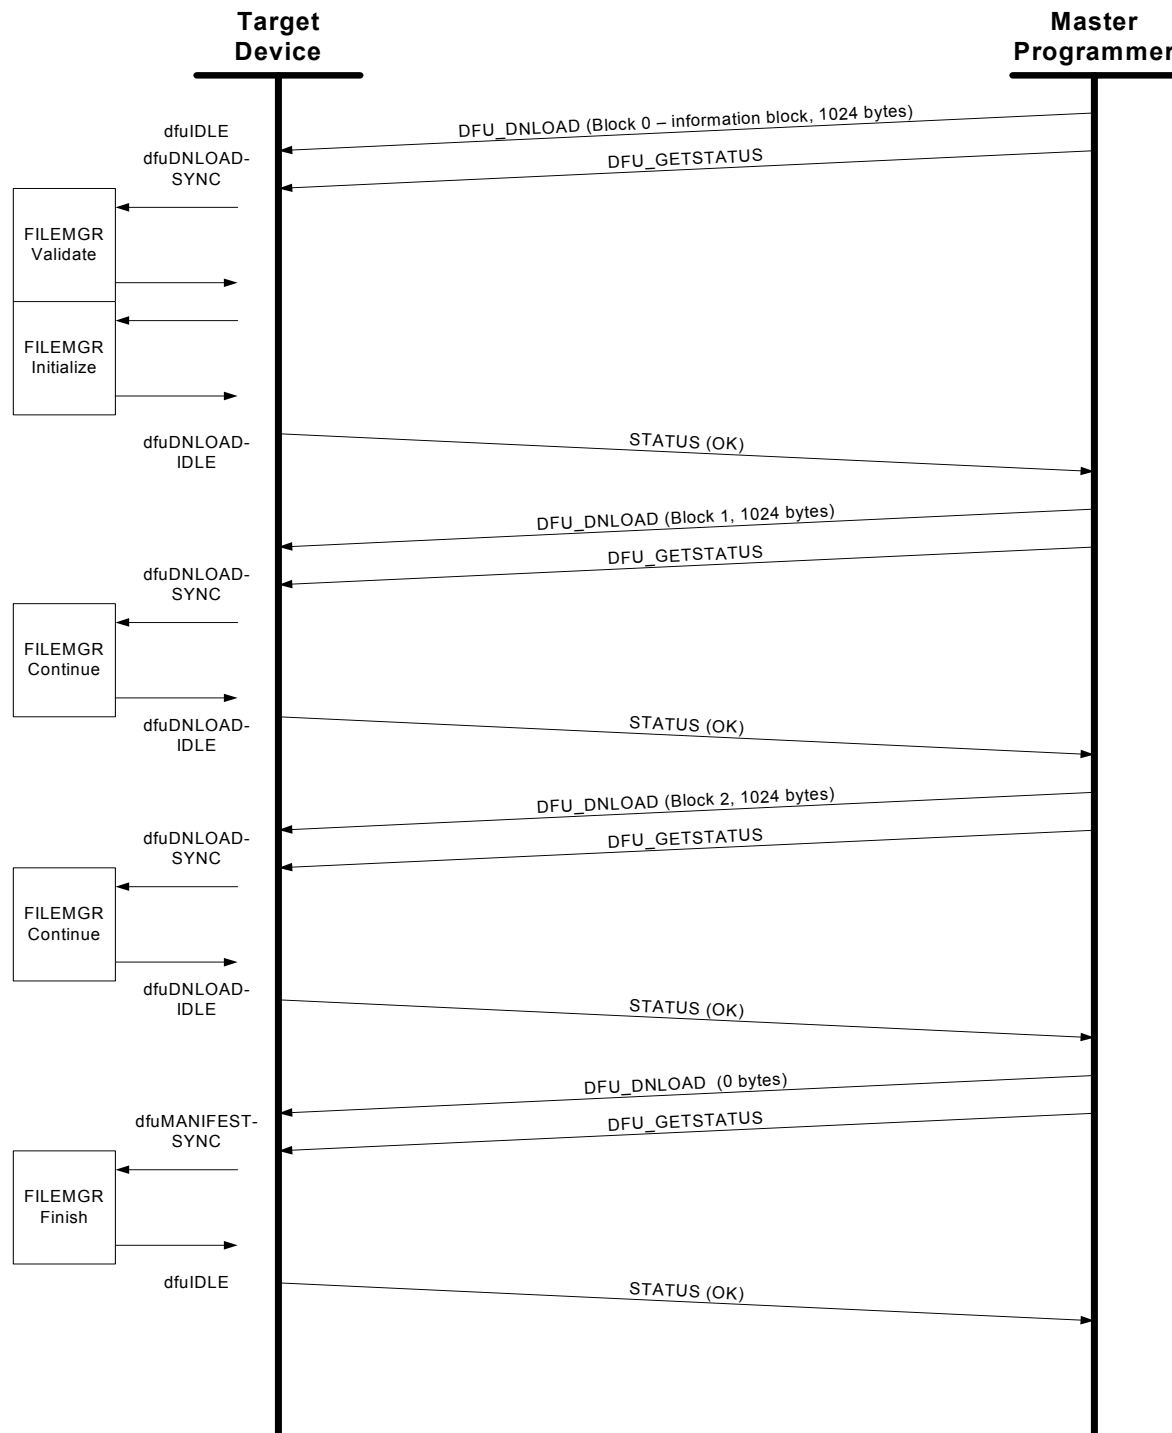 Target
Device
Master
Programmer
DFU_DNLOAD (Block 0 – information block, 1024 bytes)
dfuIDLE
dfuDNLOAD-
SYNC
DFU_GETSTATUS
FILEMGR
Validate
FILEMGR
Initialize
dfuDNLOAD-
IDLE
STATUS (OK)
DFU_DNLOAD (Block 1, 1024 bytes)
DFU_GETSTATUS
dfuDNLOAD-
SYNC
FILEMGR
Continue
dfuDNLOAD-
IDLE
STATUS (OK)
DFU_DNLOAD (Block 2, 1024 bytes)
DFU_GETSTATUS
dfuDNLOAD-
SYNC
FILEMGR
Continue
dfuDNLOAD-
IDLE
STATUS (OK)
DFU_DNLOAD (0 bytes)
DFU_GETSTATUS
dfuMANIFEST-
SYNC
FILEMGR
Finish
dfuIDLE
STATUS (OK)